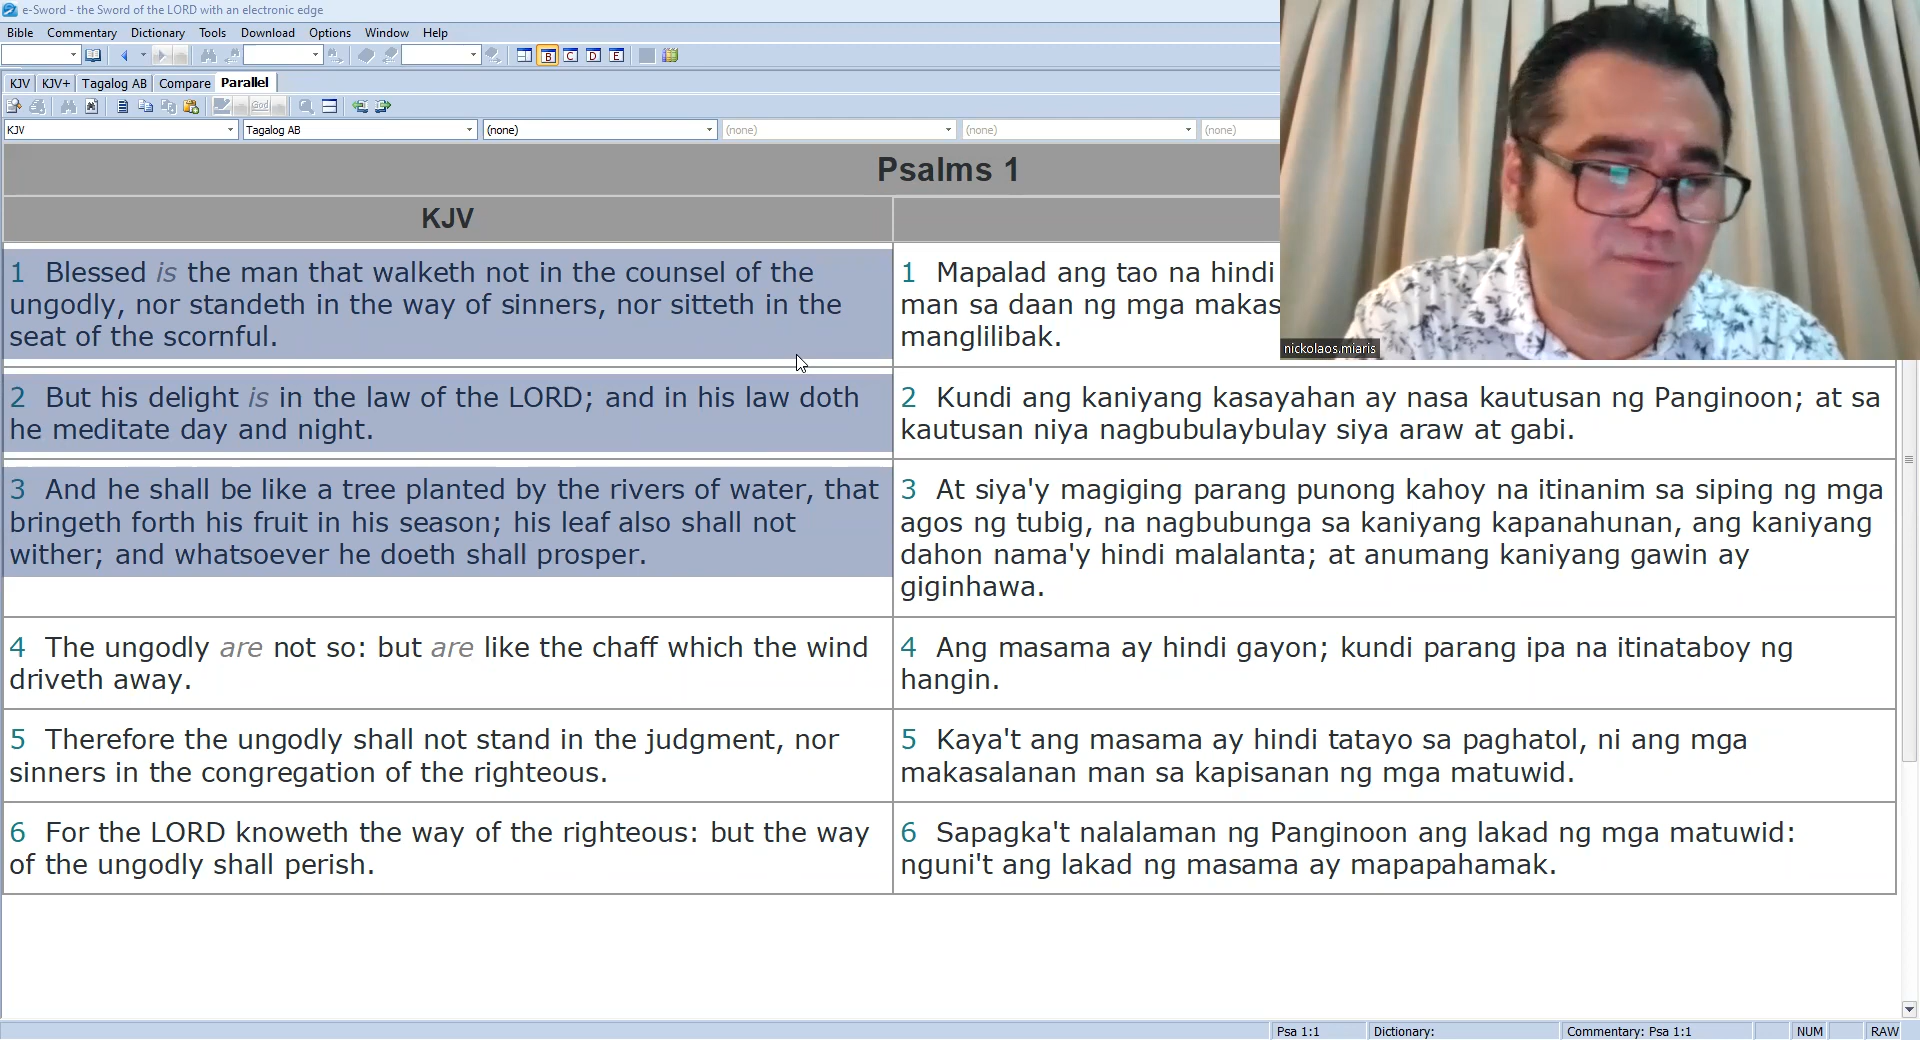 e-Sword - the Sword of the LORD with an electronic edge
Bible Commentary Dictionary Tools Download Options Window Help
B C D E
KJV KJV+ Tagalog AB Compare Parallel
God
KJV Tagalog AB (none) (none) (none) (none)
Psalms 1
KJV
1 Blessed is the man that walketh not in the counsel of the
ungodly, nor standeth in the way of sinners, nor sitteth in the
seat of the scornful.
1 Mapalad ang tao na hindi
man sa daan ng mga makas
manglilibak.
nickolaos.miaris
2 But his delight is in the law of the LORD; and in his law doth
he meditate day and night.
2 Kundi ang kaniyang kasayahan ay nasa kautusan ng Panginoon; at sa
kautusan niya nagbubulaybulay siya araw at gabi.
3 And he shall be like a tree planted by the rivers of water, that
bringeth forth his fruit in his season; his leaf also shall not
wither; and whatsoever he doeth shall prosper.
3 At siya'y magiging parang punong kahoy na itinanim sa siping ng mga
agos ng tubig, na nagbubunga sa kaniyang kapanahunan, ang kaniyang
dahon nama'y hindi malalanta; at anumang kaniyang gawin ay
giginhawa.
4 The ungodly are not so: but are like the chaff which the wind
driveth away.
4 Ang masama ay hindi gayon; kundi parang ipa na itinataboy ng
hangin.
5 Therefore the ungodly shall not stand in the judgment, nor
sinners in the congregation of the righteous.
5 Kaya't ang masama ay hindi tatayo sa paghatol, ni ang mga
makasalanan man sa kapisanan ng mga matuwid.
6 For the LORD knoweth the way of the righteous: but the way
of the ungodly shall perish.
6 Sapagka't nalalaman ng Panginoon ang lakad ng mga matuwid:
nguni't ang lakad ng masama ay mapapahamak.
Psa 1:1 Dictionary: Commentary: Psa 1:1 NUM RAW